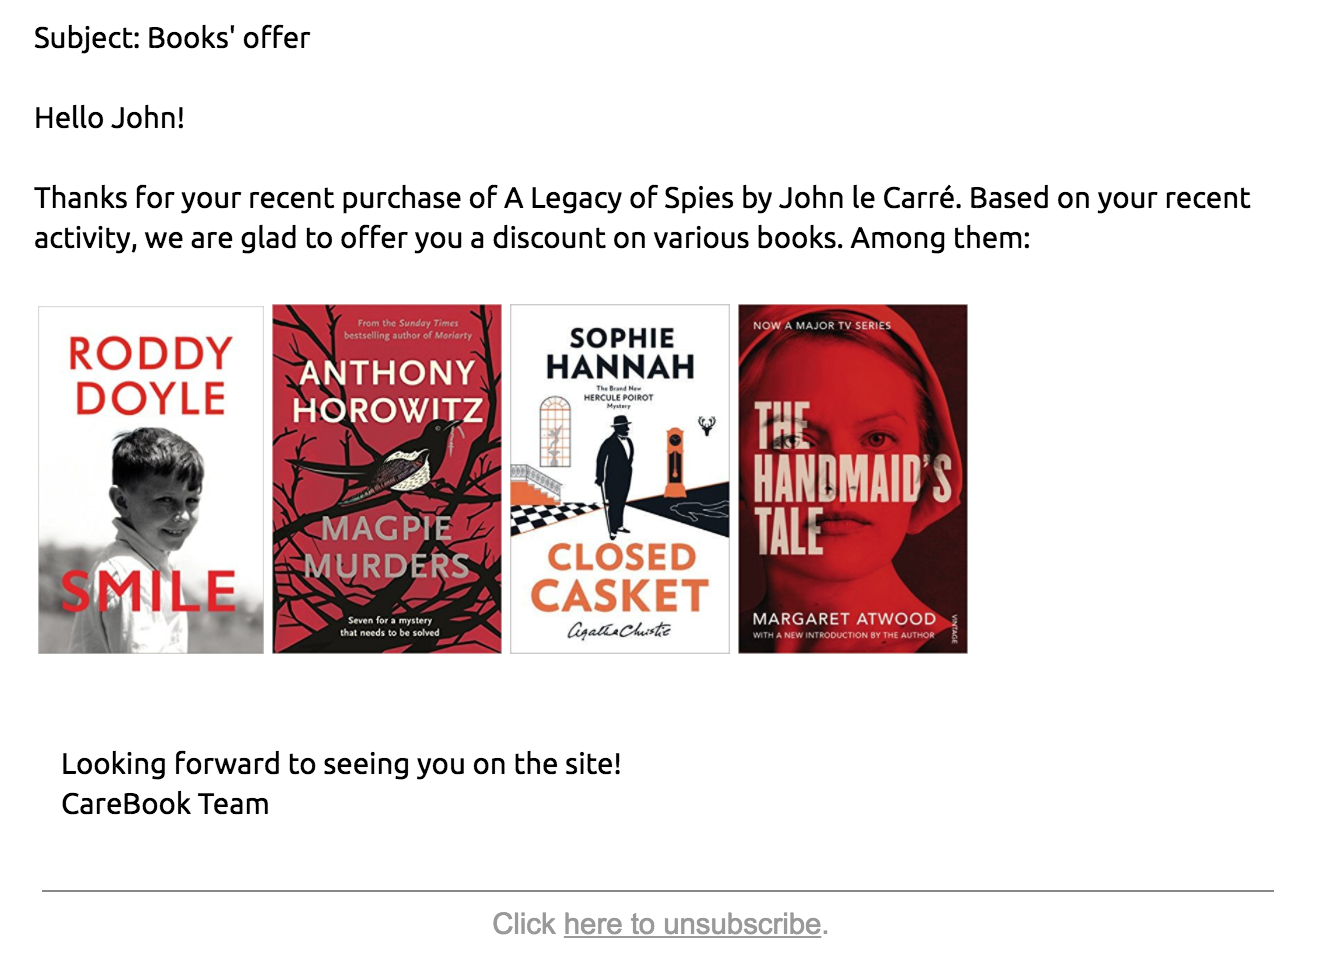 Subject: Books' offer
Hello John!
Thanks for your recent purchase of A Legacy of Spies by John le Carré. Based on your recent
activity, we are glad to offer you a discount on various books. Among them:
RODDY
DOYLE
SMILE
From the Sunday Times
bestselling author of Moriarty
ANTHONY
HOROWITZ
MAGPIE
MURDERS
Seven for a mystery
that needs to be solved
SOPHIE
HANNAH
The Brand New
HERCULE POIROT
Mystery
CLOSED
CASKET
Agatha Christie
NOW A MAJOR TV SERIES
THE
HANDMAID'S
TALE
MARGARET ATWOOD
WITH A NEW INTRODUCTION BY THE AUTHOR
VINTAGE
Looking forward to seeing you on the site!
CareBook Team
Click here to unsubscribe.